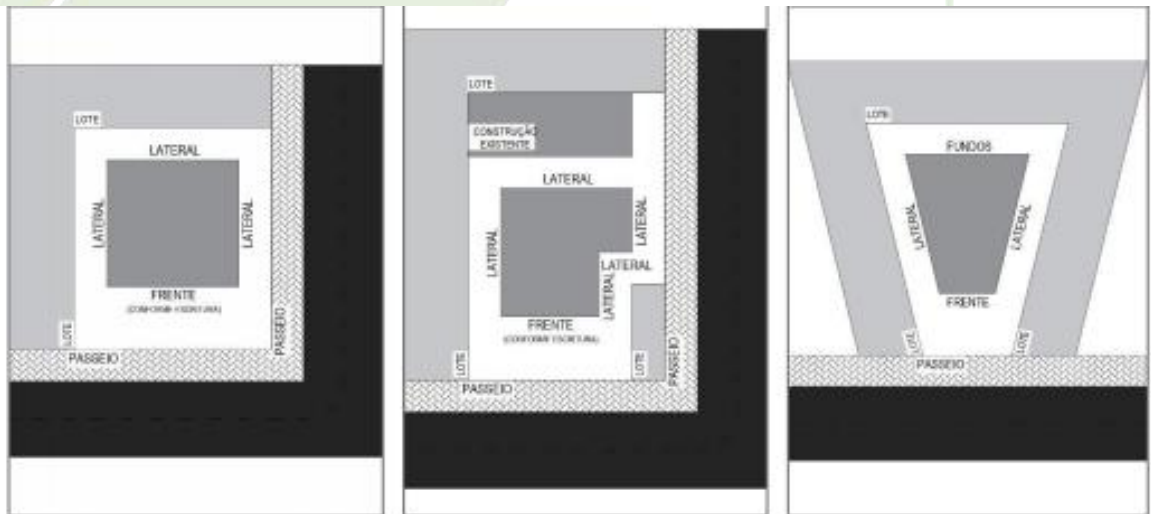 LOTE
LATERAL
LATERAL
LATERAL
FRENTE
(CONFORME ESCRITURA)
LOTE
PASSEIO
PASSEIO
LOTE
CONSTRUÇÃO
EXISTENTE
LATERAL
LATERAL
LATERAL
LATERAL
LATERAL
FRENTE
(CONFORME ESCRITURA)
LOTE
LOTE
PASSEIO
PASSEIO
LOTE
FUNDOS
LATERAL
LATERAL
FRENTE
LOTE
LOTE
PASSEIO